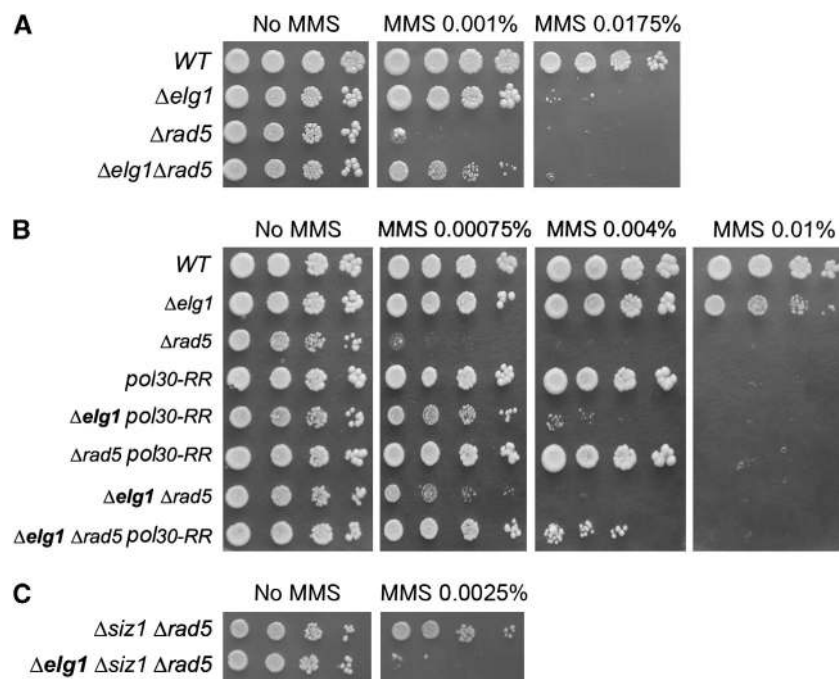 A
No MMS MMS 0.001% MMS 0.0175%
WT
Δelg1
Δrad5
Δelg1Δrad5
B
No MMS MMS 0.00075% MMS 0.004% MMS 0.01%
WT
Δelg1
Δrad5
pol30-RR
Δelg1 pol30-RR
Δrad5 pol30-RR
Δelg1 Δrad5
Δelg1 Δrad5 pol30-RR
C
No MMS MMS 0.0025%
Δsiz1 Δrad5
Δelg1 Δsiz1 Δrad5